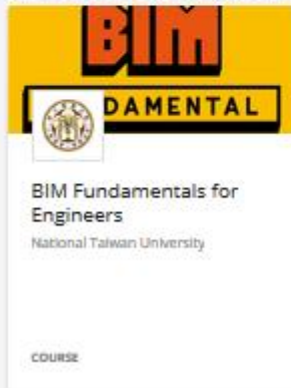 BIM
DAMENTAL
BIM Fundamentals for
Engineers
National Taiwan University
COURSE